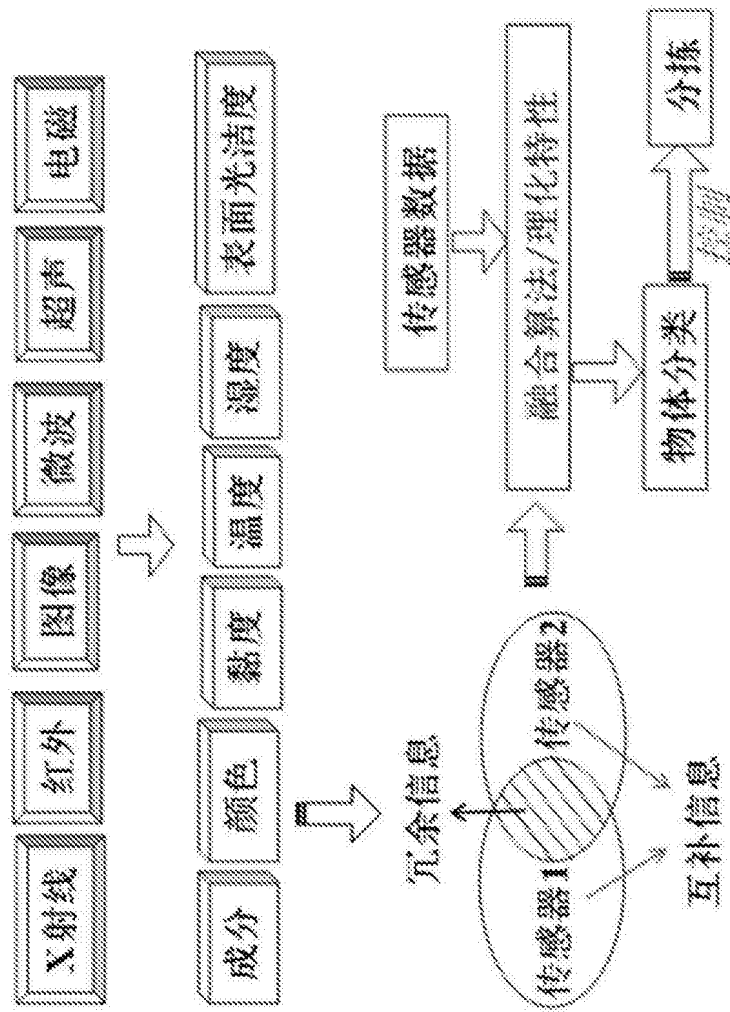 X射线
红外
图像
微波
超声
电磁
成分
颜色
黏度
温度
湿度
表面光洁度
冗余信息
传感器1
传感器2
互补信息
传感器数据
融合算法/理化特性
物体分类
控制
分拣